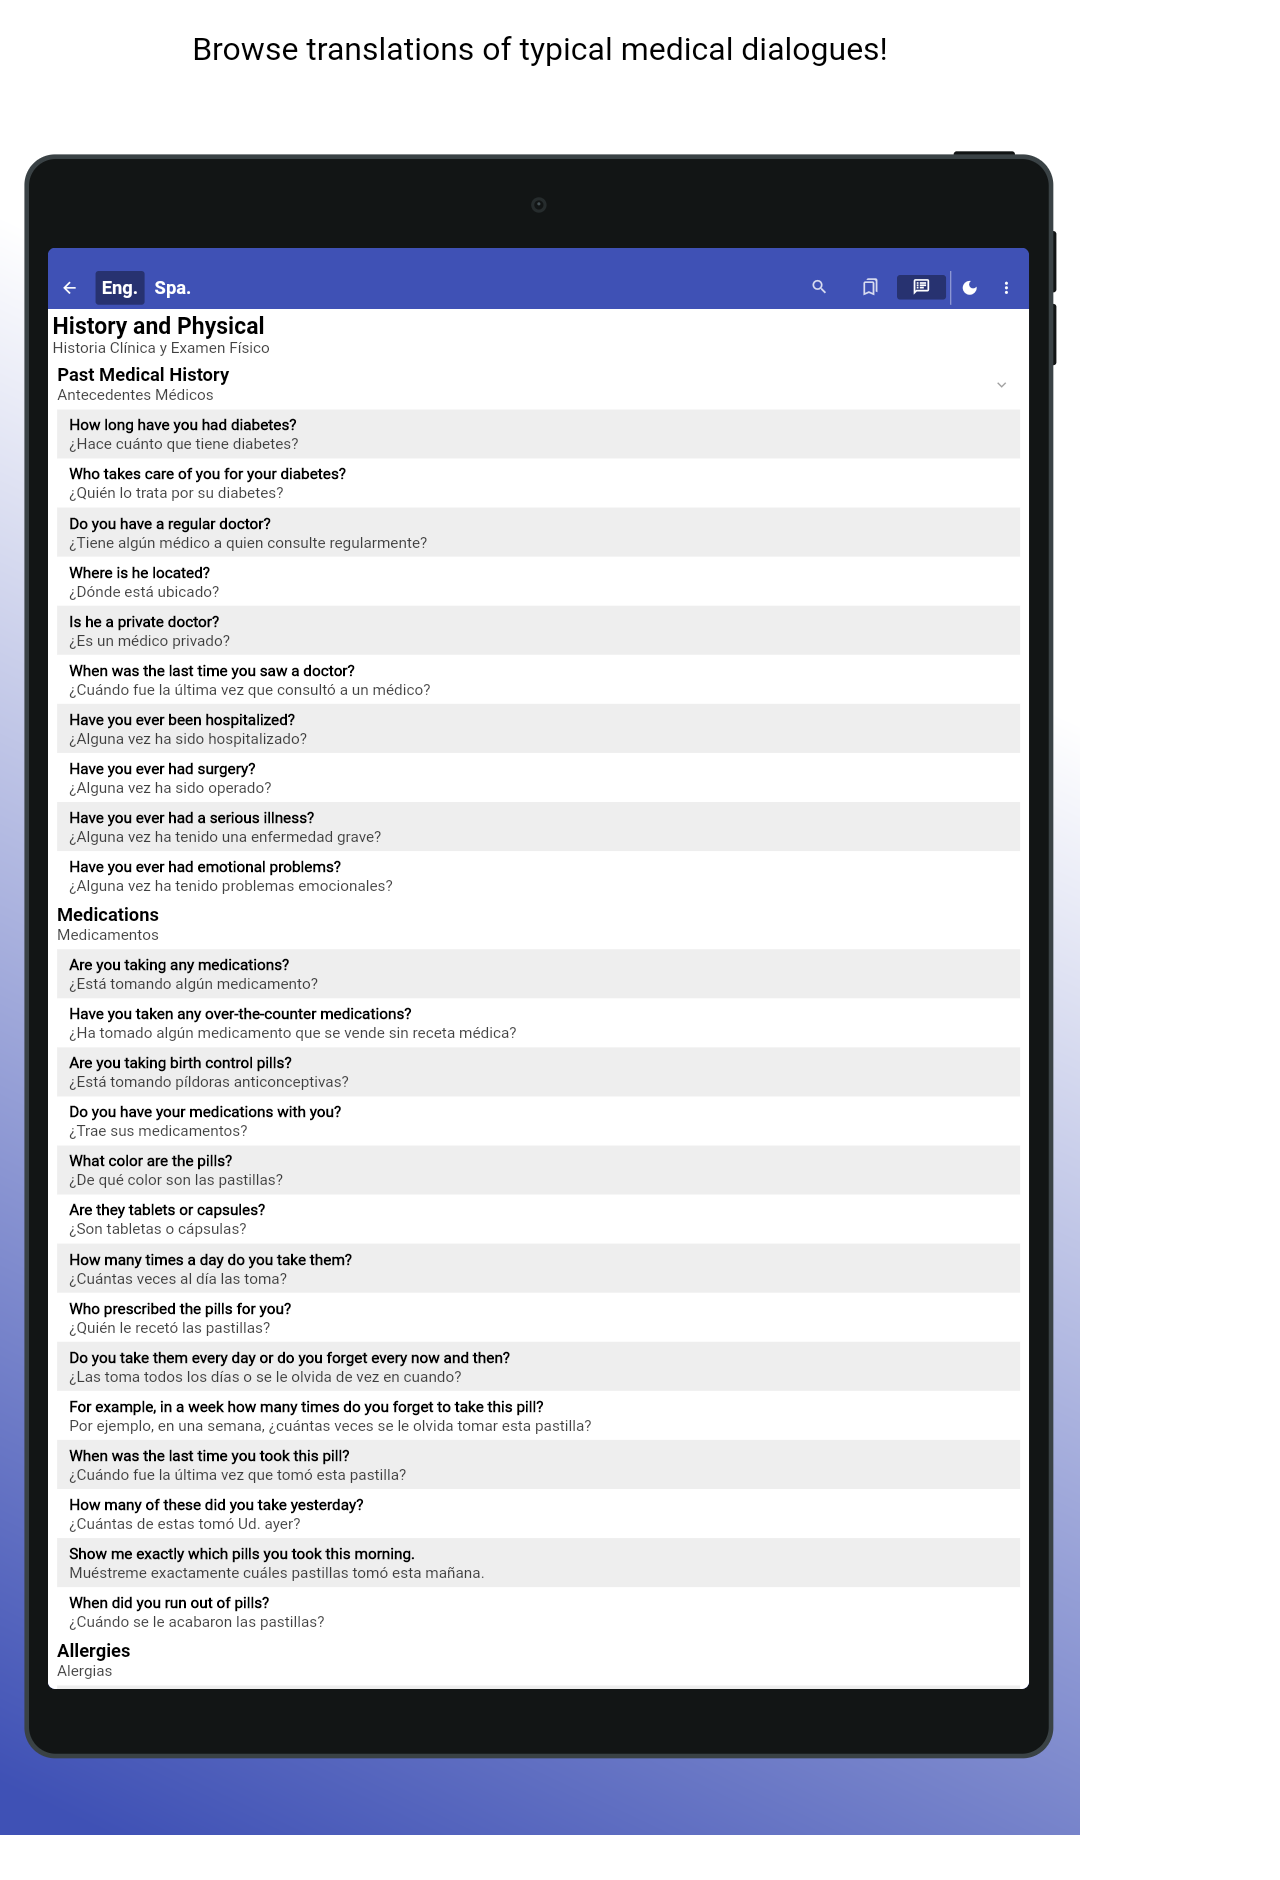 Browse translations of typical medical dialogues!
Eng. Spa.
History and Physical
Historia Clínica y Examen Físico
Past Medical History
Antecedentes Médicos
How long have you had diabetes?
¿Hace cuánto que tiene diabetes?
Who takes care of you for your diabetes?
¿Quién lo trata por su diabetes?
Do you have a regular doctor?
¿Tiene algún médico a quien consulte regularmente?
Where is he located?
¿Dónde está ubicado?
Is he a private doctor?
¿Es un médico privado?
When was the last time you saw a doctor?
¿Cuándo fue la última vez que consultó a un médico?
Have you ever been hospitalized?
¿Alguna vez ha sido hospitalizado?
Have you ever had surgery?
¿Alguna vez ha sido operado?
Have you ever had a serious illness?
¿Alguna vez ha tenido una enfermedad grave?
Have you ever had emotional problems?
¿Alguna vez ha tenido problemas emocionales?
Medications
Medicamentos
Are you taking any medications?
¿Está tomando algún medicamento?
Have you taken any over-the-counter medications?
¿Ha tomado algún medicamento que se vende sin receta médica?
Are you taking birth control pills?
¿Está tomando píldoras anticonceptivas?
Do you have your medications with you?
¿Trae sus medicamentos?
What color are the pills?
¿De qué color son las pastillas?
Are they tablets or capsules?
¿Son tabletas o cápsulas?
How many times a day do you take them?
¿Cuántas veces al día las toma?
Who prescribed the pills for you?
¿Quién le recetó las pastillas?
Do you take them every day or do you forget every now and then?
¿Las toma todos los días o se le olvida de vez en cuando?
For example, in a week how many times do you forget to take this pill?
Por ejemplo, en una semana, ¿cuántas veces se le olvida tomar esta pastilla?
When was the last time you took this pill?
¿Cuándo fue la última vez que tomó esta pastilla?
How many of these did you take yesterday?
¿Cuántas de estas tomó Ud. ayer?
Show me exactly which pills you took this morning.
Muéstreme exactamente cuáles pastillas tomó esta mañana.
When did you run out of pills?
¿Cuándo se le acabaron las pastillas?
Allergies
Alergias